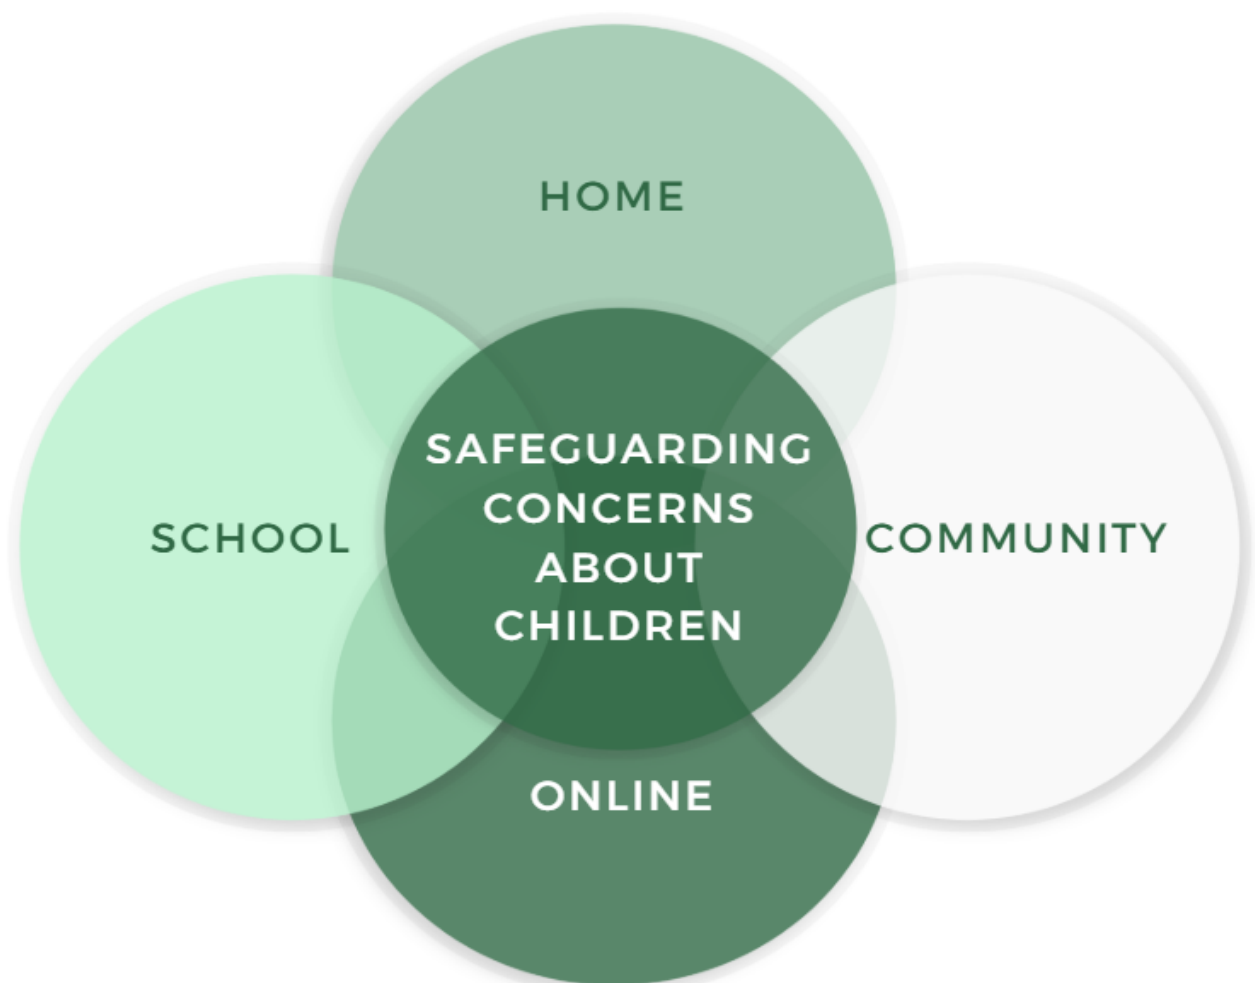 HOME
SAFEGUARDING
CONCERNS
ABOUT
CHILDREN
SCHOOL
COMMUNITY
ONLINE